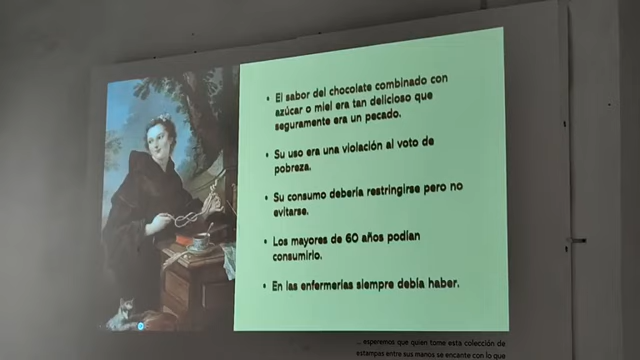 • El sabor del chocolate combinado con
azúcar o miel era tan delicioso que
seguramente era un pecado.
• Su uso era una violación al voto de
pobreza.
• Su consumo debería restringirse pero no
evitarse.
• Los mayores de 60 años podían
consumirlo.
• En las enfermerías siempre debía haber.
... esperemos que quien tome esta colección de
estampas entre sus manos se encante con lo que